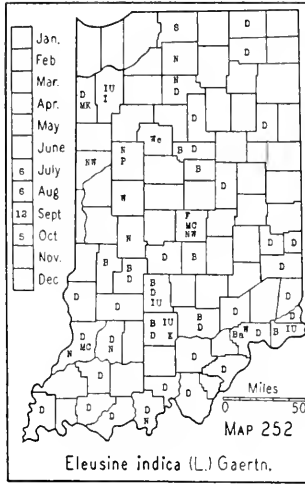 Jan.
Feb
Mar.
Apr.
May
June
6 July
6 Aug
12 Sept
5 Oct
Nov.
Dec
S D
N D
IU N
D I D
MK
D
N We B D
P
NW B D
W D
F
MC
N NW
D B D D
B B
D
B
D D D IU D
D
B IU B W
D D K D Ba D B IU
MC N
N D D
D
D D
D D D D D
N
Miles
0 50
MAP 252
Eleusine indica (L.) Gaertn.